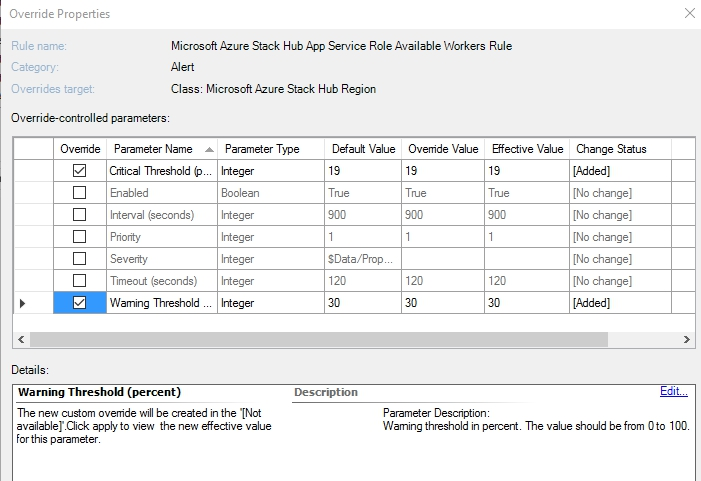 Override Properties
Rule name: Microsoft Azure Stack Hub App Service Role Available Workers Rule
Category: Alert
Overrides target: Class: Microsoft Azure Stack Hub Region
Override-controlled parameters:
Override Parameter Name Parameter Type Default Value Override Value Effective Value Change Status
Critical Threshold (p... Integer 19 19 19 [Added]
Enabled Boolean True True True [No change]
Interval (seconds) Integer 900 900 900 [No change]
Priority Integer 1 1 1 [No change]
Severity Integer $Data/Prop... [No change]
Timeout (seconds) Integer 120 120 120 [No change]
Warning Threshold ... Integer 30 30 30 [Added]
Details:
Warning Threshold (percent) Description Edit...
The new custom override will be created in the '[Not
available]'.Click apply to view the new effective value
for this parameter.
Parameter Description:
Warning threshold in percent. The value should be from 0 to 100.